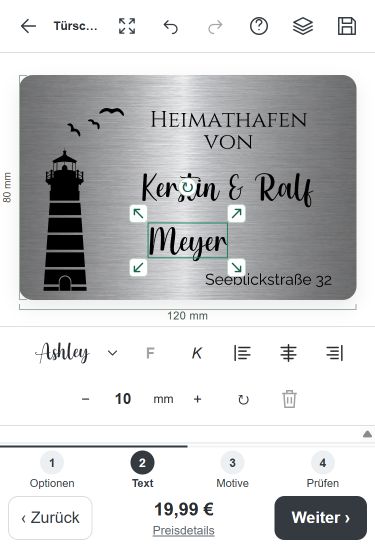 Türsc...
80 mm
Heimathafen
von
Kerstin & Ralf
Meyer
Seeblickstraße 32
120 mm
Ashley
F K
− 10 mm +
1 2 3 4
Optionen Text Motive Prüfen
‹ Zurück 19,99 € Weiter ›
Preisdetails